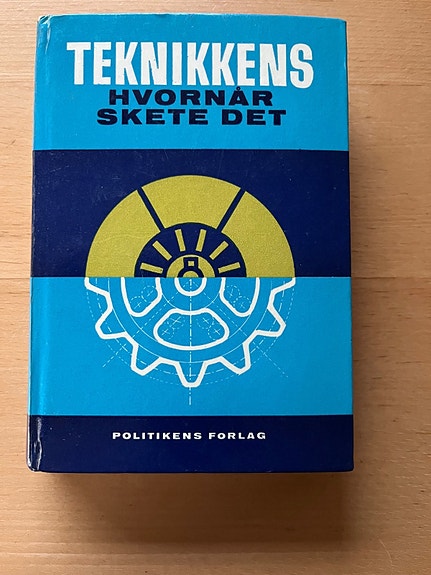 TEKNIKKENS
HVORNÅR
SKETE DET
POLITIKENS FORLAG